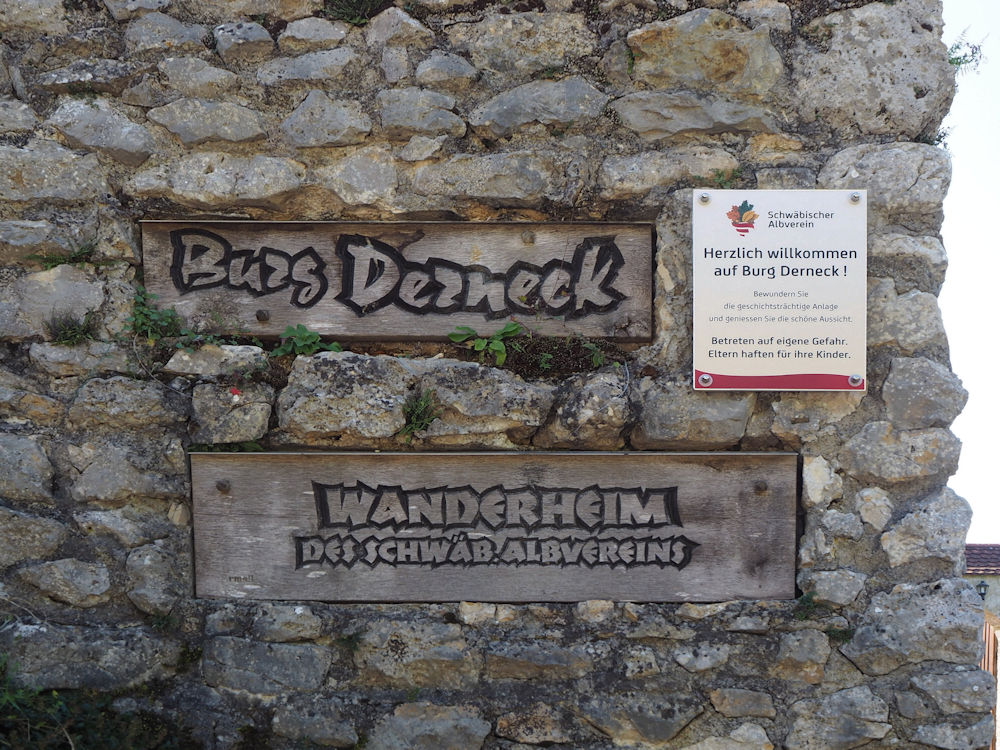 Burg Derneck
Schwäbischer
Albverein
Herzlich willkommen
auf Burg Derneck !
Bewundern Sie
die geschichtsträchtige Anlage
und geniessen Sie die schöne Aussicht.
Betreten auf eigene Gefahr.
Eltern haften für ihre Kinder.
WANDERHEIM
DES SCHWÄB. ALBVEREINS